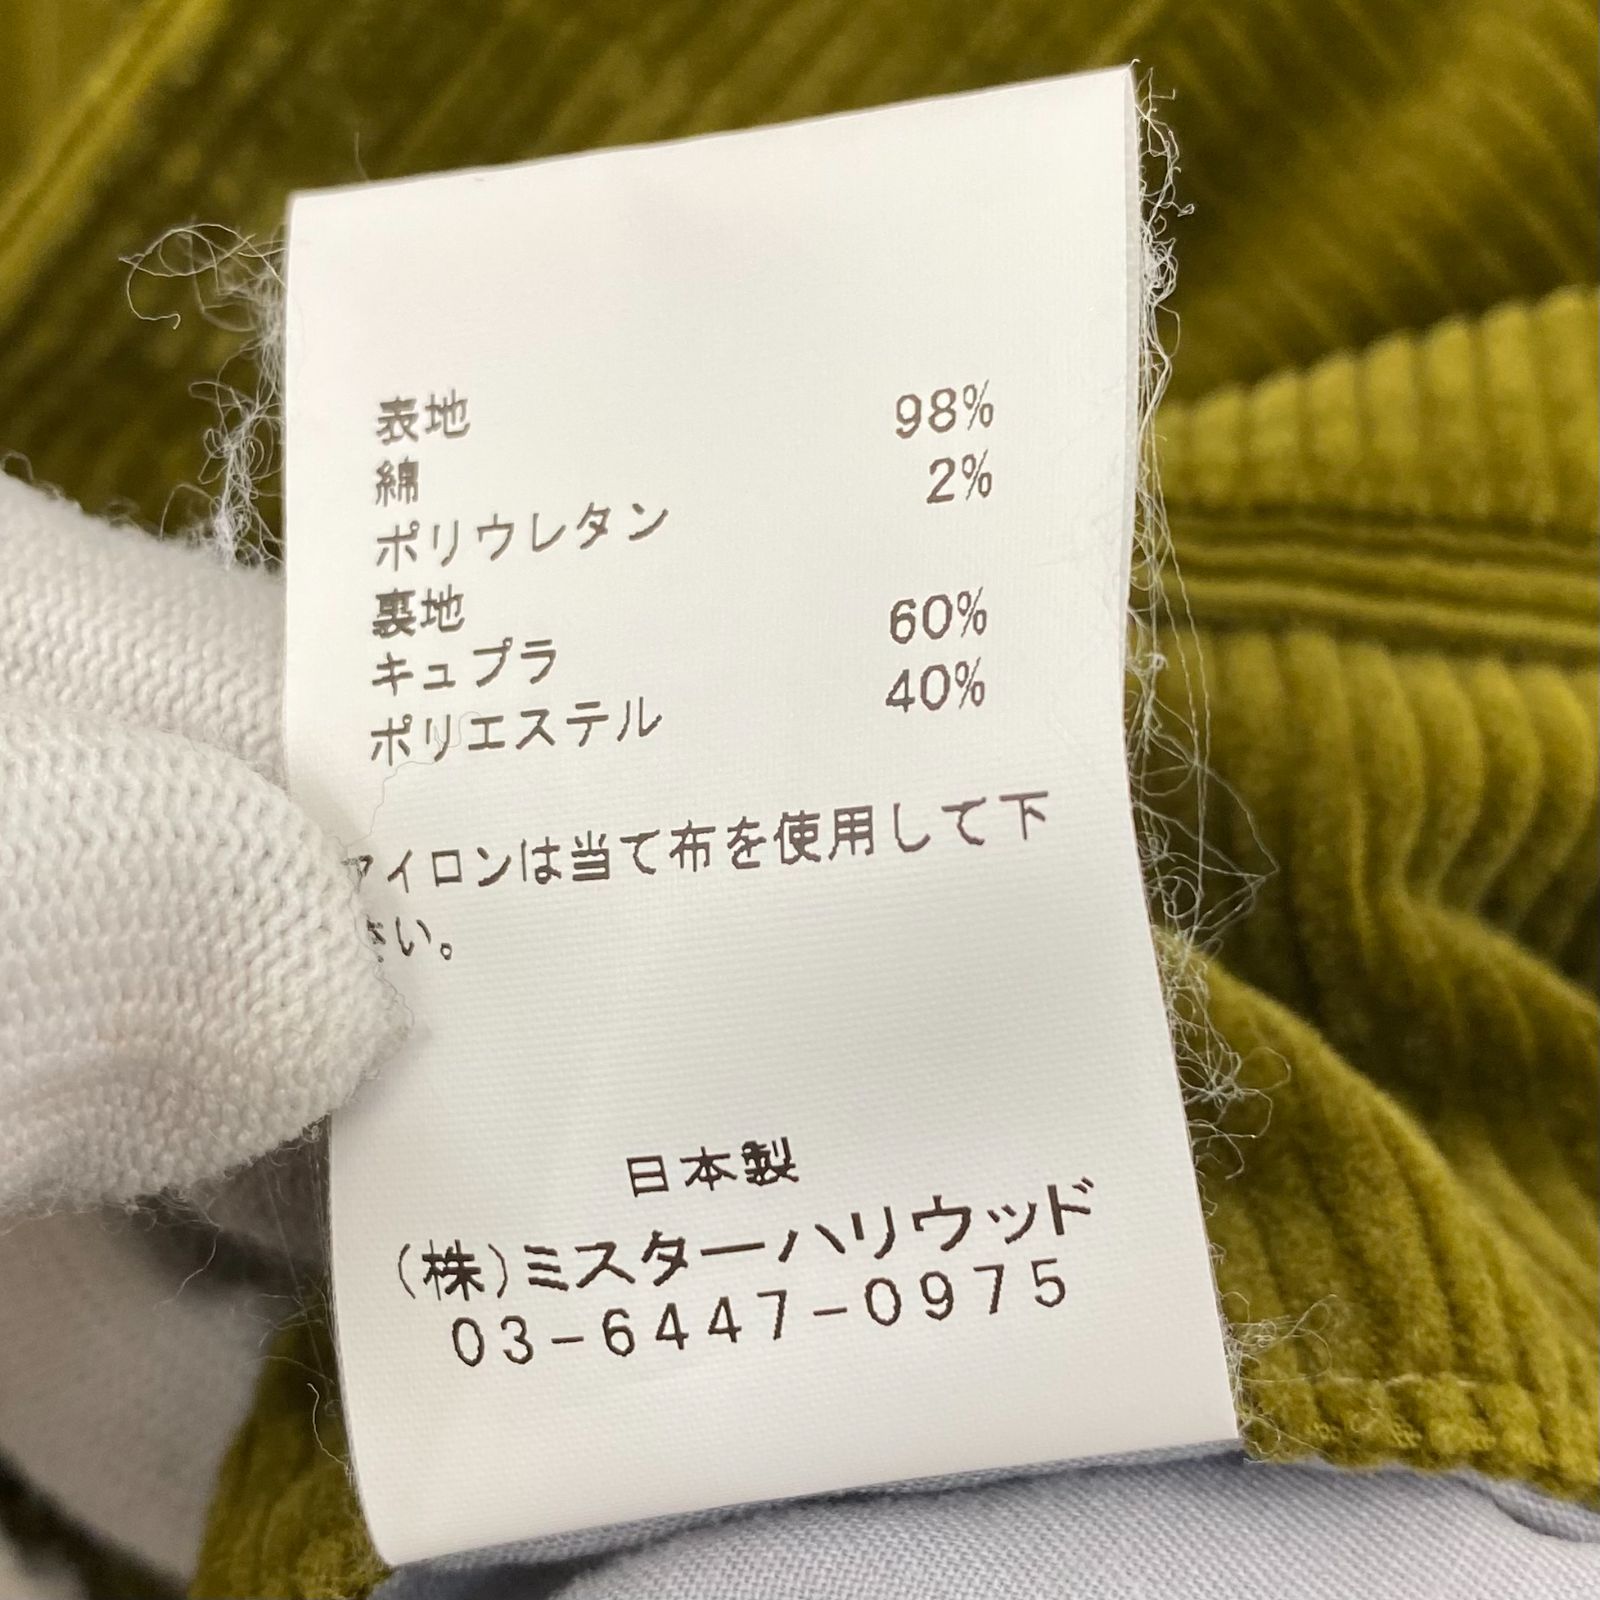 表地 98%
綿 2%
ポリウレタン
裏地 60%
キュプラ 40%
ポリエステル
アイロンは当て布を使用して下
さい。
日本製
(株)ミスターハリウッド
03-6447-0975